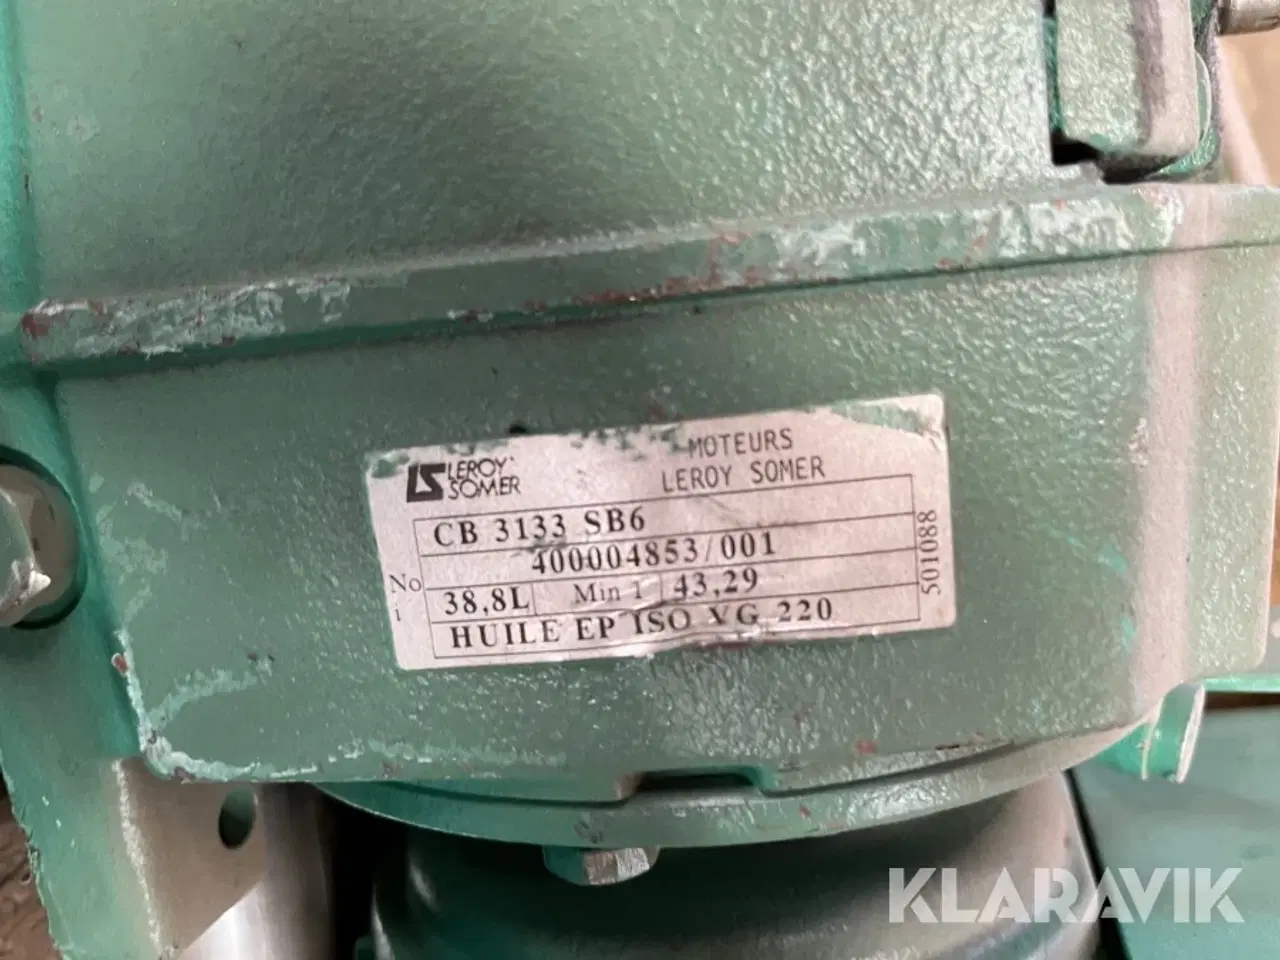 LEROY
SOMER
MOTEURS
LEROY SOMER
CB 3133 SB6
No 400004853/001
i 38,8L Min 1 43,29
HUILE EP ISO VG 220
501088
KLARAVIK